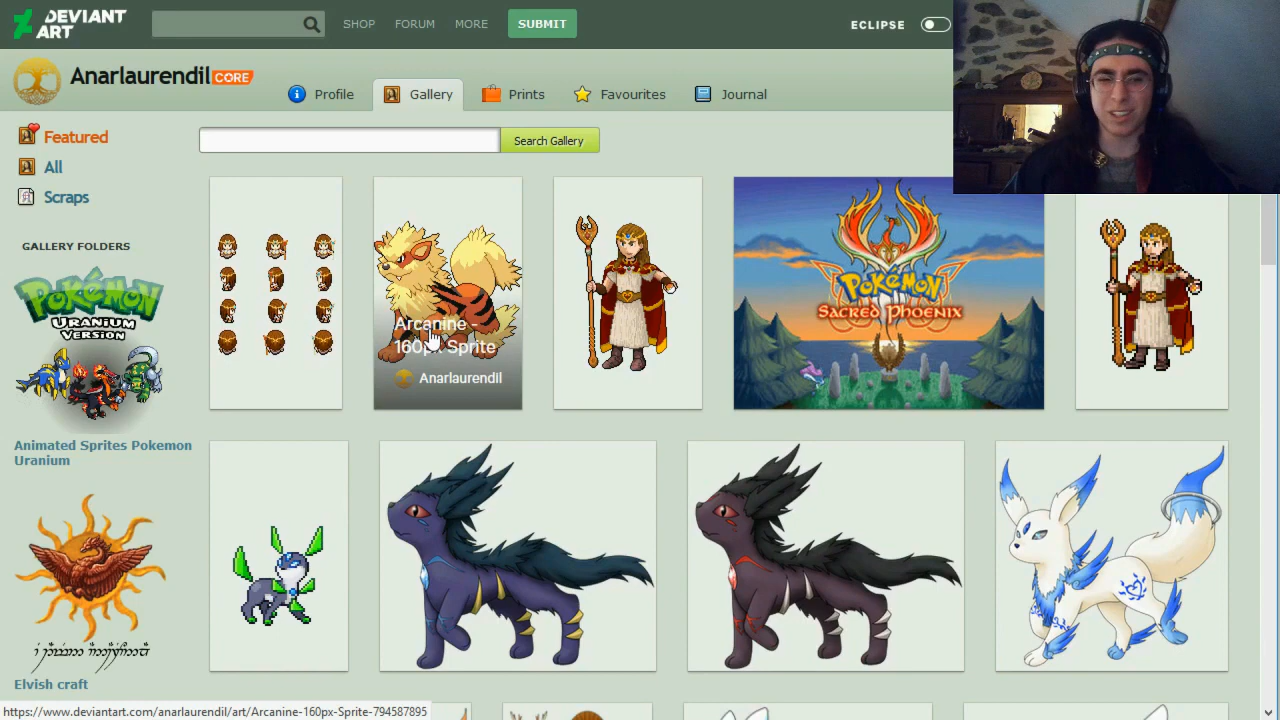 DEVIANT
ART
SHOP
FORUM
MORE
SUBMIT
ECLIPSE
Anarlaurendil
CORE
Profile
Gallery
Prints
Favourites
Journal
Featured
All
Scraps
Search Gallery
GALLERY FOLDERS
POKéMON
URANIUM
VERSION
Animated Sprites Pokemon
Uranium
Elvish craft
Arcanine -
160px Sprite
Anarlaurendil
POKéMON
SACRED PHOENIX
https://www.deviantart.com/anarlaurendil/art/Arcanine-160px-Sprite-794587895